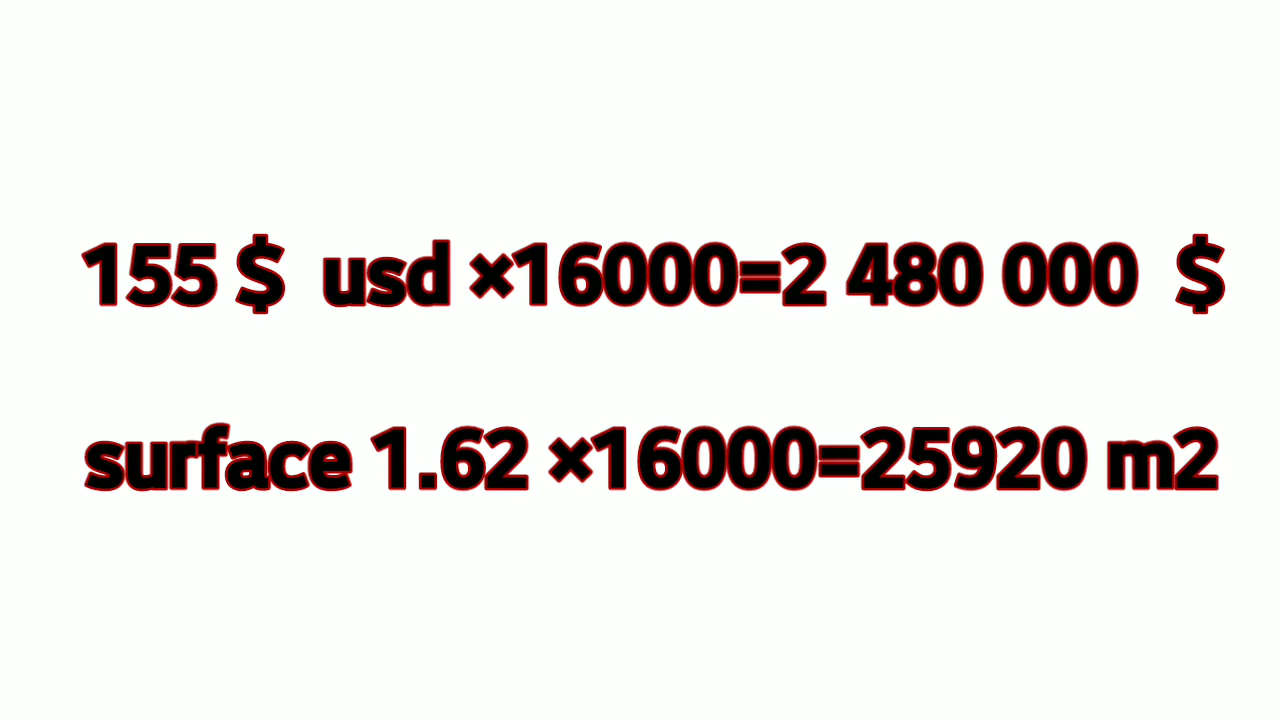 155 $ usd ×16000=2 480 000 $
surface 1.62 ×16000=25920 m2